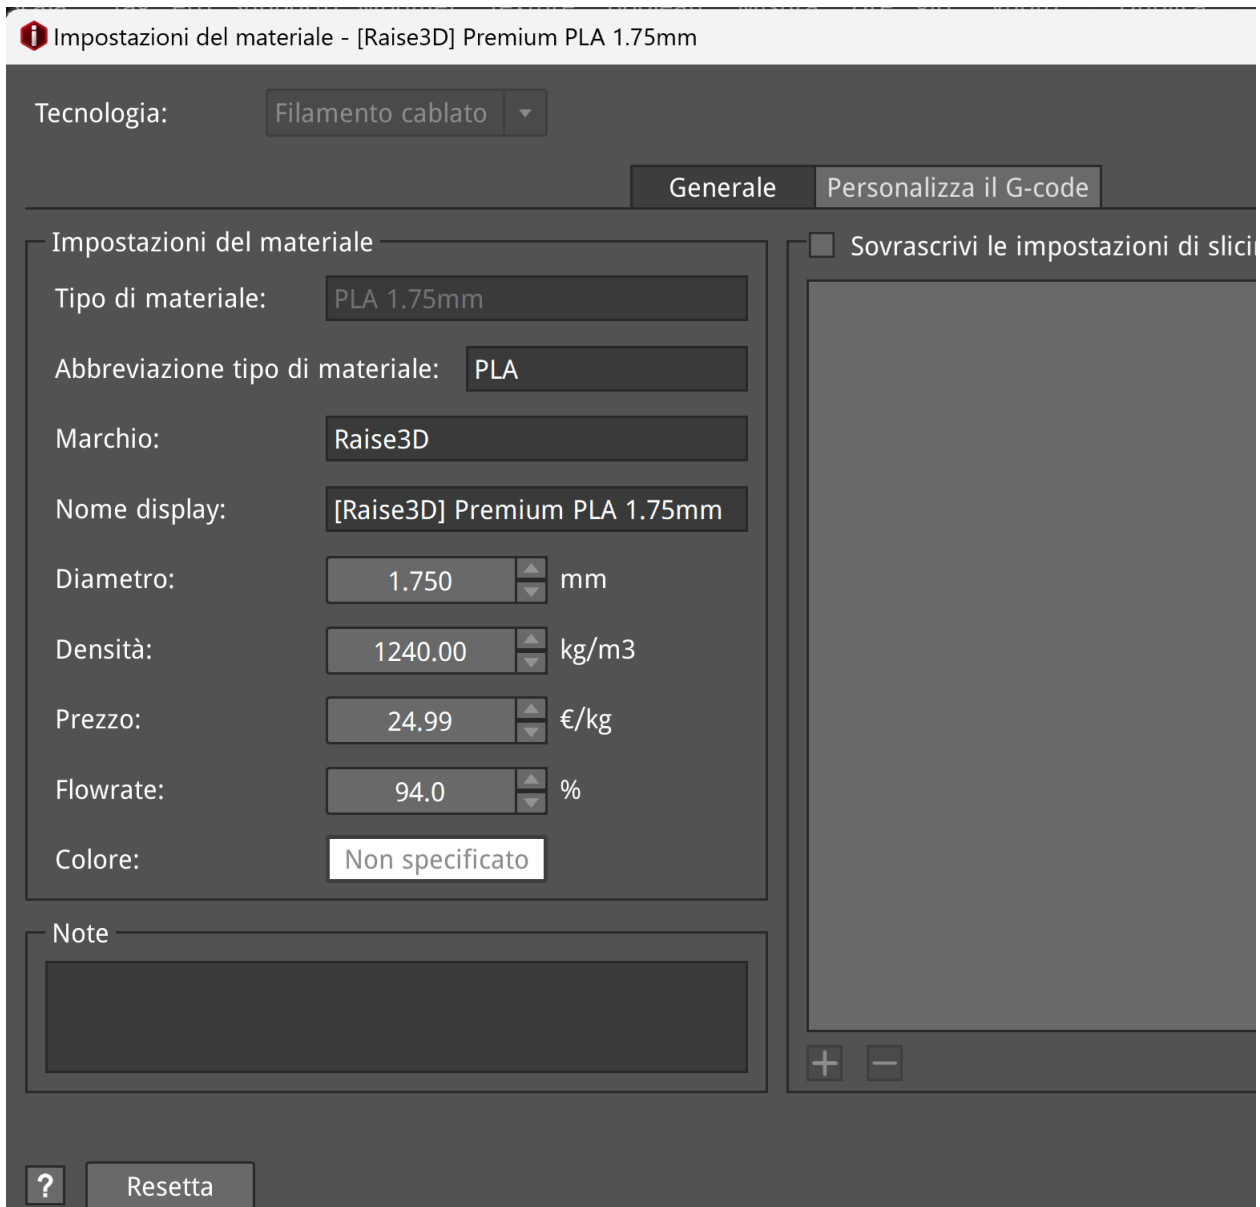 Impostazioni del materiale - [Raise3D] Premium PLA 1.75mm
Tecnologia: Filamento cablato
Generale Personalizza il G-code
Impostazioni del materiale
Tipo di materiale: PLA 1.75mm
Abbreviazione tipo di materiale: PLA
Marchio: Raise3D
Nome display: [Raise3D] Premium PLA 1.75mm
Diametro: 1.750 mm
Densità: 1240.00 kg/m3
Prezzo: 24.99 €/kg
Flowrate: 94.0 %
Colore: Non specificato
Note
Sovrascrivi le impostazioni di
? Resetta